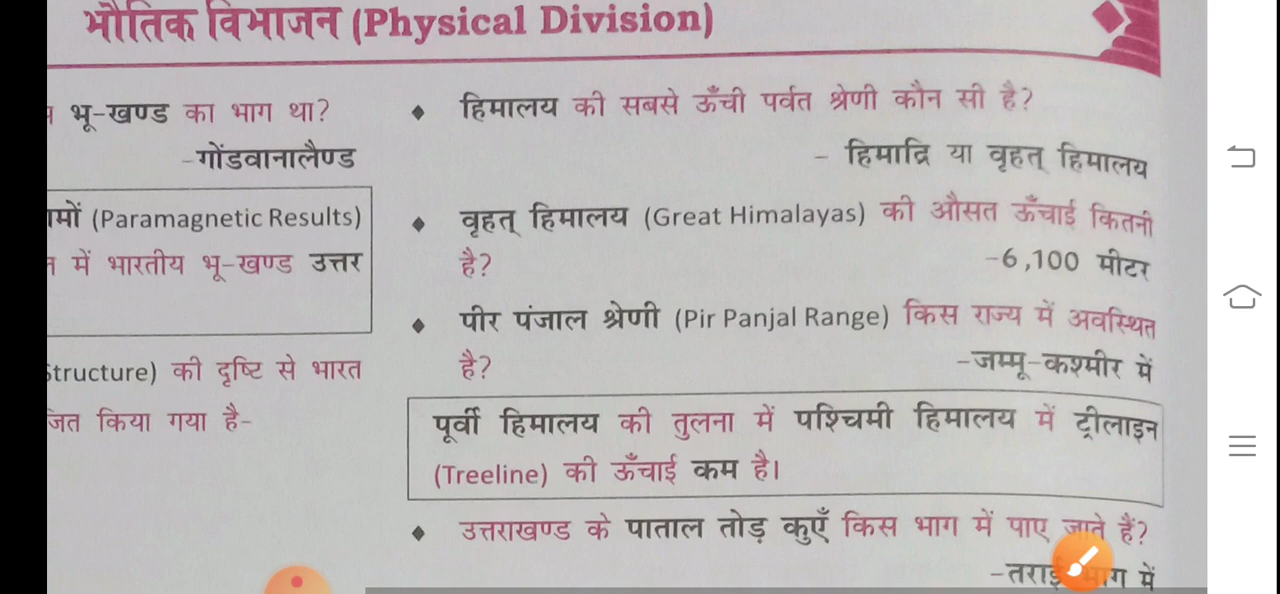 भौतिक विभाजन (Physical Division)
भू-खण्ड का भाग था?
-गोंडवानालैण्ड
(Paramagnetic Results)
में भारतीय भू-खण्ड उत्तर
Structure) की दृष्टि से भारत
किया गया है-
♦ हिमालय की सबसे ऊँची पर्वत श्रेणी कौन सी है?
- हिमाद्रि या वृहत् हिमालय
♦ वृहत् हिमालय (Great Himalayas) की औसत ऊँचाई कितनी
है? -6,100 मीटर
♦ पीर पंजाल श्रेणी (Pir Panjal Range) किस राज्य में अवस्थित
है? -जम्मू-कश्मीर में
पूर्वी हिमालय की तुलना में पश्चिमी हिमालय में ट्रीलाइन
(Treeline) की ऊँचाई कम है।
♦ उत्तराखण्ड के पाताल तोड़ कुएँ किस भाग में पाए जाते हैं?
-तराई भाग में